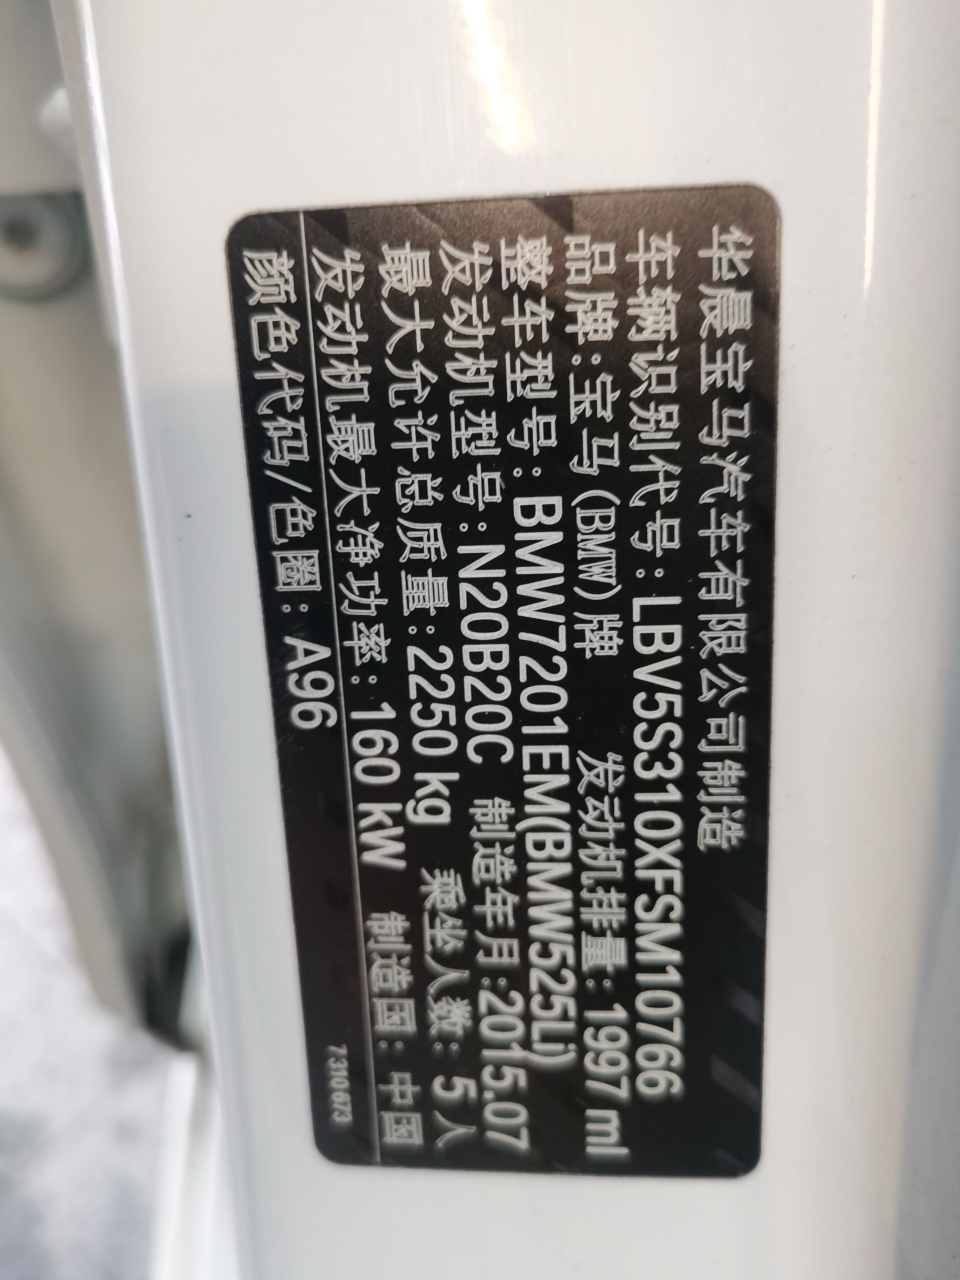 华晨宝马汽车有限公司制造
车辆识别代号:LBV5S310XFSM10766
品牌:宝马(BMW)牌 发动机排量:1997 ml
整车型号:BMW7201EM(BMW525Li)
发动机型号:N20B20C 制造年月:2015.07
最大允许总质量:2250 kg 乘坐人数:5人
发动机最大净功率:160 kW 制造国:中国
颜色代码/色圈:A96
7310673